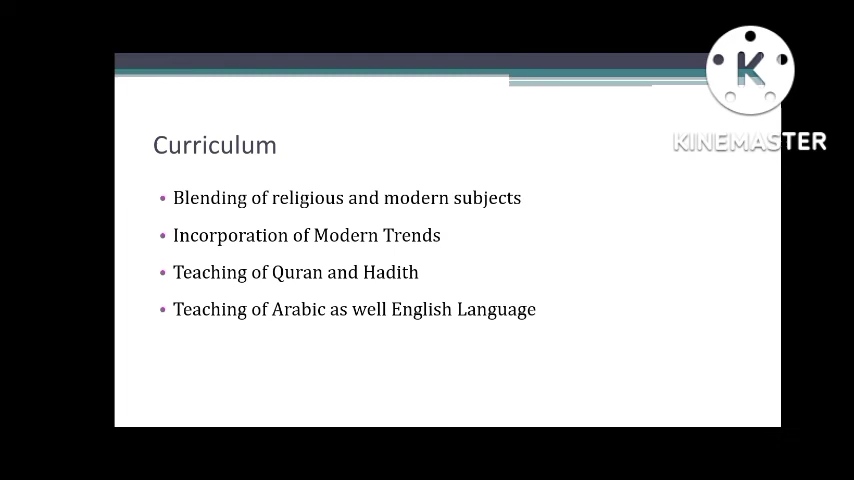 K
KINEMASTER
Curriculum
• Blending of religious and modern subjects
• Incorporation of Modern Trends
• Teaching of Quran and Hadith
• Teaching of Arabic as well English Language